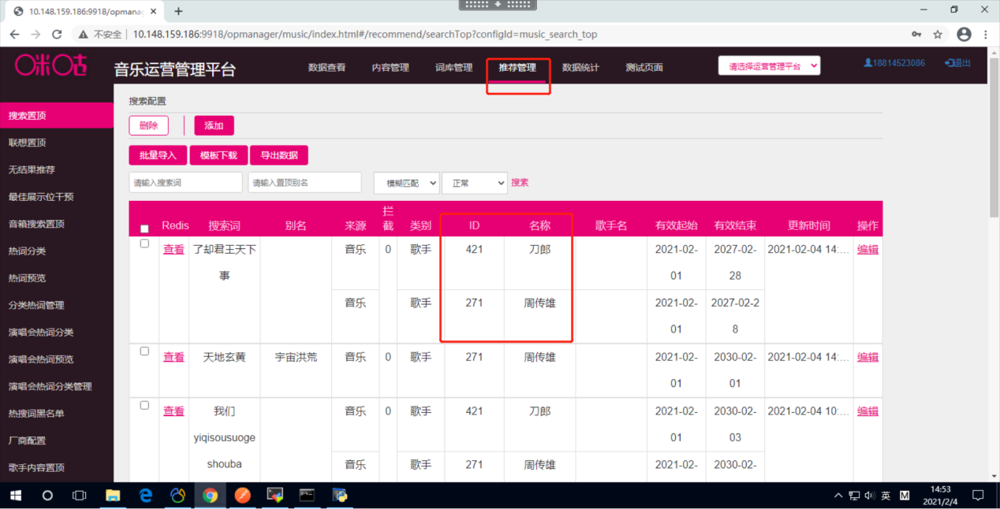 10.148.159.186:9918/opmana
不安全
10.148.159.186:9918/opmanager/music/index.html#/recommend/searchTop?configId=music_search_top
咪咕
音乐运营管理平台
数据查看
内容管理
词库管理
推荐管理
数据统计
测试页面
请选择运营管理平台
18814523086
退出
搜索置顶
联想置顶
无结果推荐
最佳展示位干预
音箱搜索置顶
热词分类
热词预览
分类热词管理
演唱会热词分类
演唱会热词预览
演唱会热词分类管理
热搜词黑名单
厂商配置
歌手内容置顶
搜索配置
删除
添加
批量导入
模板下载
导出数据
请输入搜索词
请输入置顶别名
模糊匹配
正常
搜索
Redis 搜索词 别名 来源 拦截 类别 ID 名称 歌手名 有效起始 有效结束 更新时间 操作
查看 了却君王天下事 音乐 0 歌手 421 刀郎 2021-02-01 2027-02-28 2021-02-04 14:... 编辑
音乐 歌手 271 周传雄 2021-02-01 2027-02-28
查看 天地玄黄 宇宙洪荒 音乐 0 歌手 271 周传雄 2021-02-01 2030-02-01 2021-02-04 14:... 编辑
查看 我们yiqisousuogeshouba 音乐 0 歌手 421 刀郎 2021-02-01 2030-02-03 2021-02-04 10:... 编辑
音乐 歌手 271 周传雄 2021-02- 2030-02-
英
M
14:53
2021/2/4